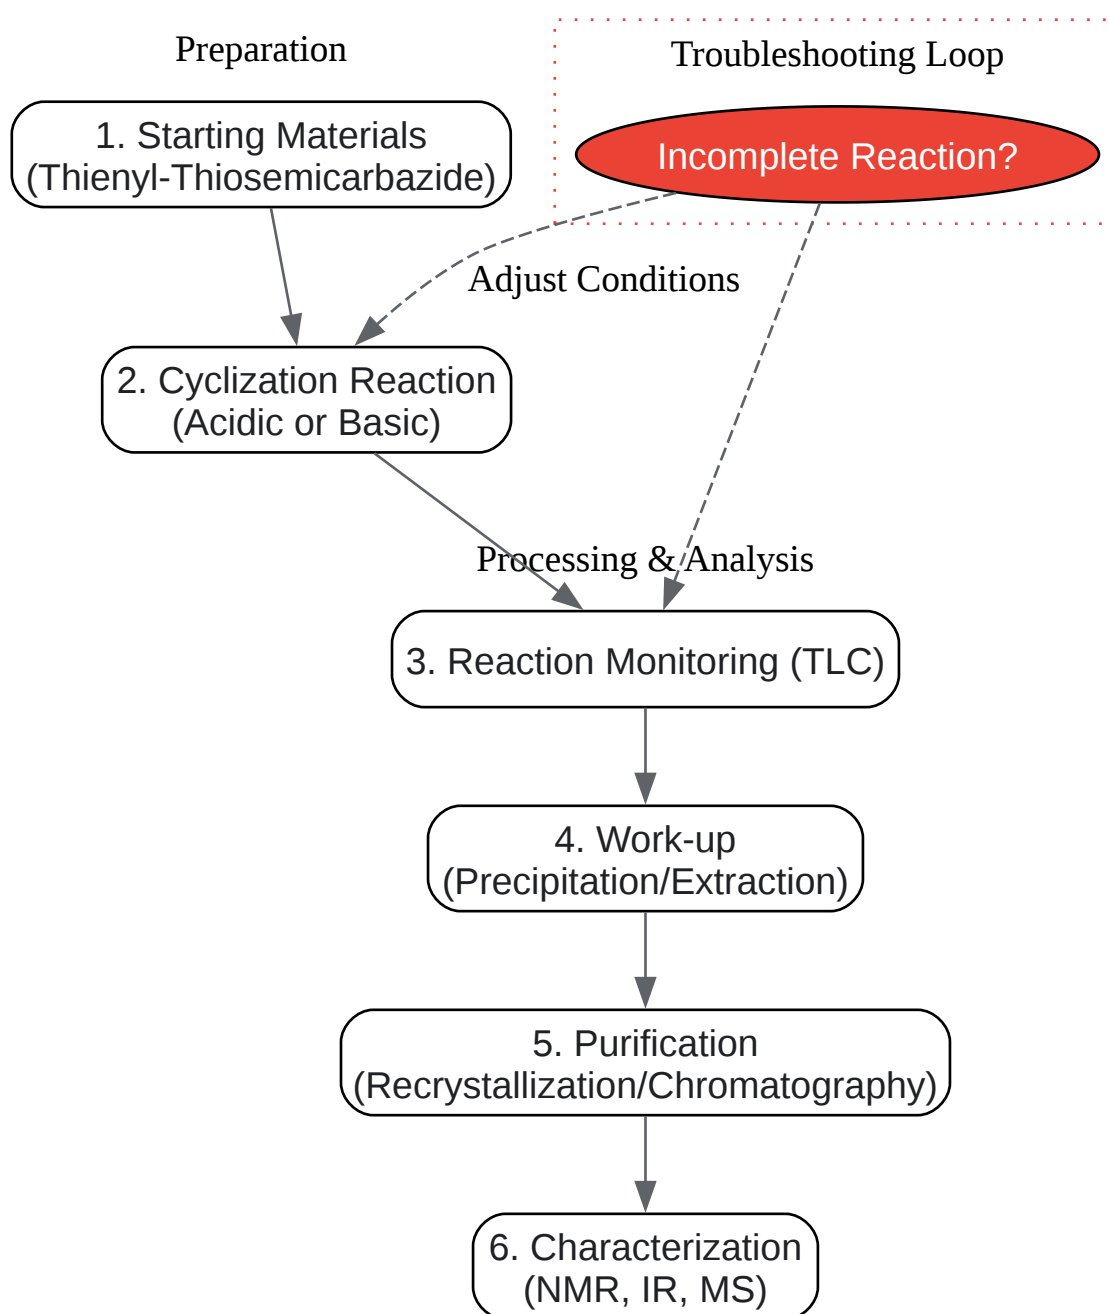 Preparation
Troubleshooting Loop
1. Starting Materials
(Thienyl-Thiosemicarbazide)
Incomplete Reaction?
Adjust Conditions
2. Cyclization Reaction
(Acidic or Basic)
Processing & Analysis
3. Reaction Monitoring (TLC)
4. Work-up
(Precipitation/Extraction)
5. Purification
(Recrystallization/Chromatography)
6. Characterization
(NMR, IR, MS)